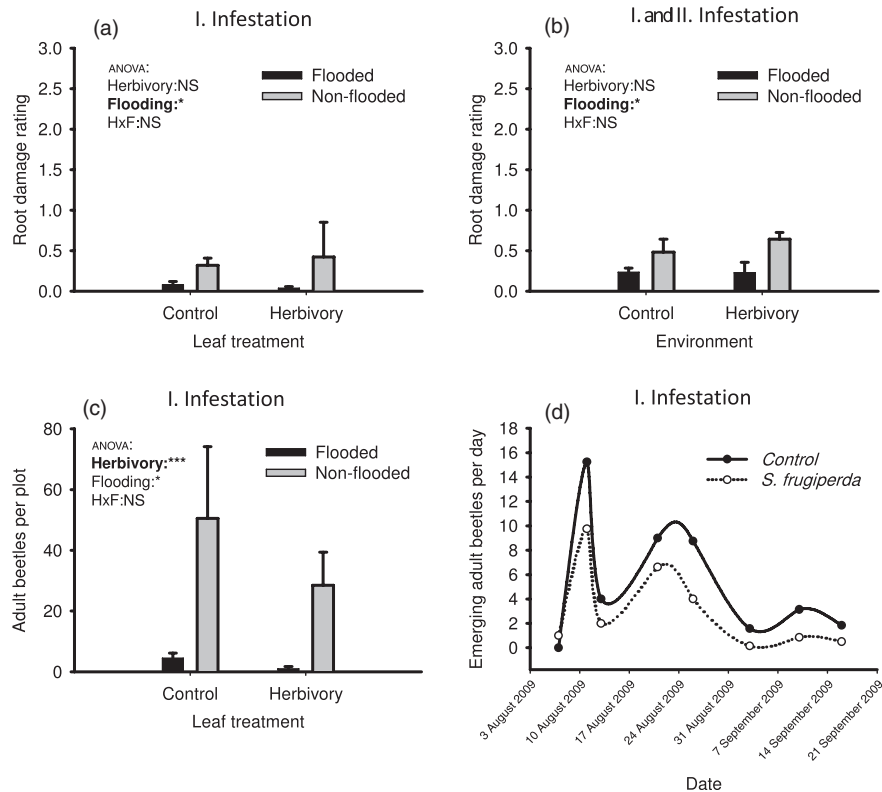 (a)
I. Infestation
3.0
2.5
2.0
1.5
1.0
0.5
0.0
Root damage rating
ANOVA:
Herbivory:NS
Flooding:*
HxF:NS
Flooded
Non-flooded
Control
Herbivory
Leaf treatment
(b)
I. and II. Infestation
3.0
2.5
2.0
1.5
1.0
0.5
0.0
Root damage rating
ANOVA:
Herbivory:NS
Flooding:*
HxF:NS
Flooded
Non-flooded
Control
Herbivory
Environment
(c)
I. Infestation
80
60
40
20
0
Adult beetles per plot
ANOVA:
Herbivory:***
Flooding:*
HxF:NS
Flooded
Non-flooded
Control
Herbivory
Leaf treatment
(d)
I. Infestation
18
16
14
12
10
8
6
4
2
0
Emerging adult beetles per day
Control
S. frugiperda
3 August 2009
10 August 2009
17 August 2009
24 August 2009
31 August 2009
7 September 2009
14 September 2009
21 September 2009
Date